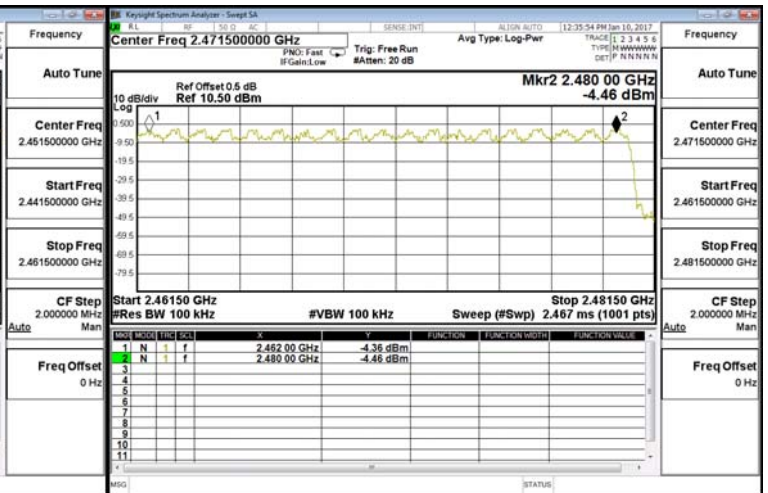 Frequency
Auto Tune
Center Freq
2.451500000 GHz
Start Freq
2.441500000 GHz
Stop Freq
2.461500000 GHz
CF Step
2.000000 MHz
Auto Man
Freq Offset
0 Hz
Keysight Spectrum Analyzer - Swept SA
RL RF 50 Ω AC SENSE:INT ALIGN AUTO 12:35:54 PM Jan 10, 2017
Center Freq 2.471500000 GHz
PNO: Fast
IFGain:Low
Trig: Free Run
#Atten: 20 dB
Avg Type: Log-Pwr
TRACE 1 2 3 4 5 6
TYPE M WWWWW
DET P N N N N N
Ref Offset 0.5 dB
Ref 10.50 dBm
10 dB/div
Log
Mkr2 2.480 00 GHz
-4.46 dBm
1
2
0.500
-9.50
-19.5
-29.5
-39.5
-49.5
-59.5
-69.5
-79.5
Start 2.46150 GHz
Stop 2.48150 GHz
#Res BW 100 kHz
#VBW 100 kHz
Sweep (#Swp) 2.467 ms (1001 pts)
MKR MODE TRC SCL X Y FUNCTION FUNCTION WIDTH FUNCTION VALUE
1 N 1 f 2.462 00 GHz -4.36 dBm
2 N 1 f 2.480 00 GHz -4.46 dBm
3
4
5
6
7
8
9
10
11
MSG
STATUS
Frequency
Auto Tune
Center Freq
2.471500000 GHz
Start Freq
2.461500000 GHz
Stop Freq
2.481500000 GHz
CF Step
2.000000 MHz
Auto Man
Freq Offset
0 Hz